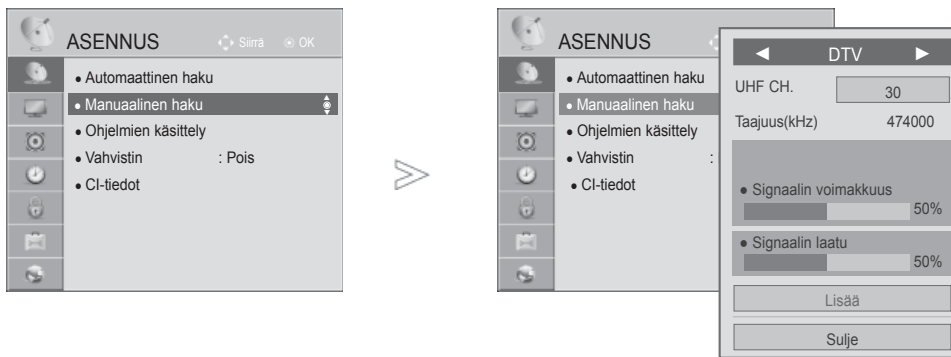 ASENNUS
Siirrä OK
• Automaattinen haku
• Manuaalinen haku
• Ohjelmien käsittely
• Vahvistin : Pois
• CI-tiedot
ASENNUS
• Automaattinen haku
• Manuaalinen haku
• Ohjelmien käsittely
• Vahvistin :
• CI-tiedot
◄ DTV ►
UHF CH. 30
Taajuus(kHz) 474000
• Signaalin voimakkuus
50%
• Signaalin laatu
50%
Lisää
Sulje